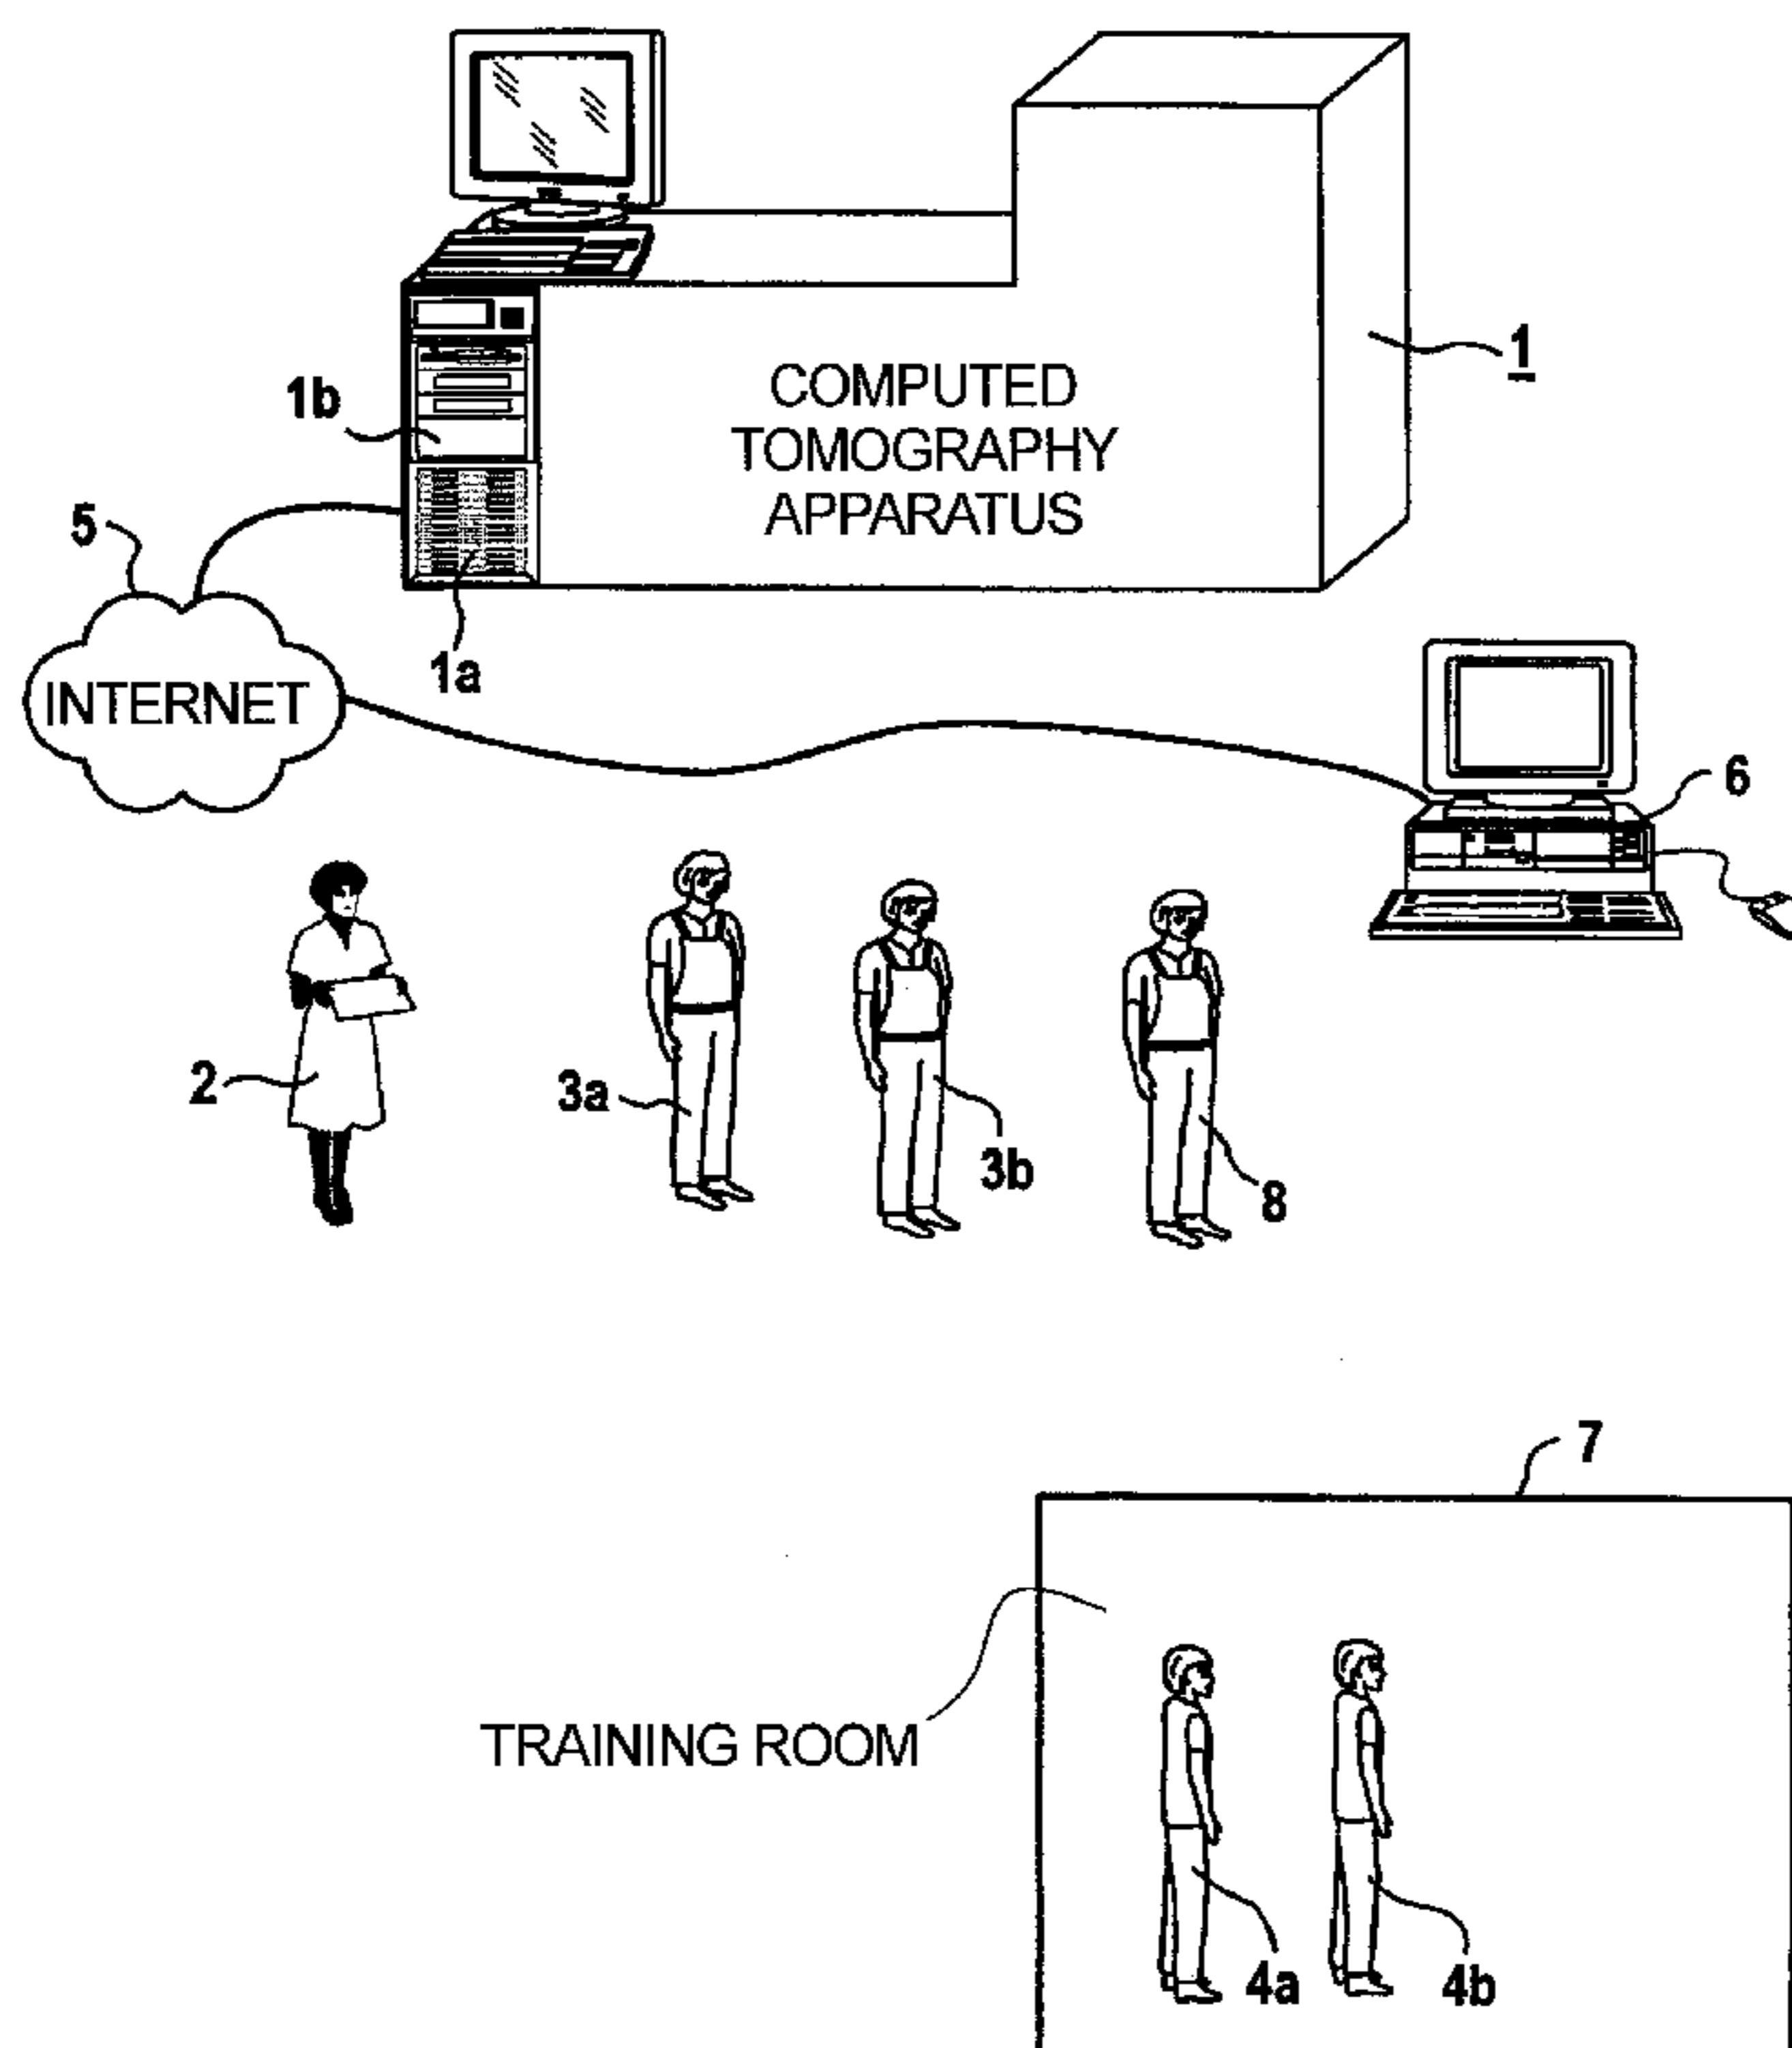 1
1b
COMPUTED
TOMOGRAPHY
APPARATUS
5
1a
INTERNET
6
2
3a
3b
8
7
TRAINING ROOM
4a
4b